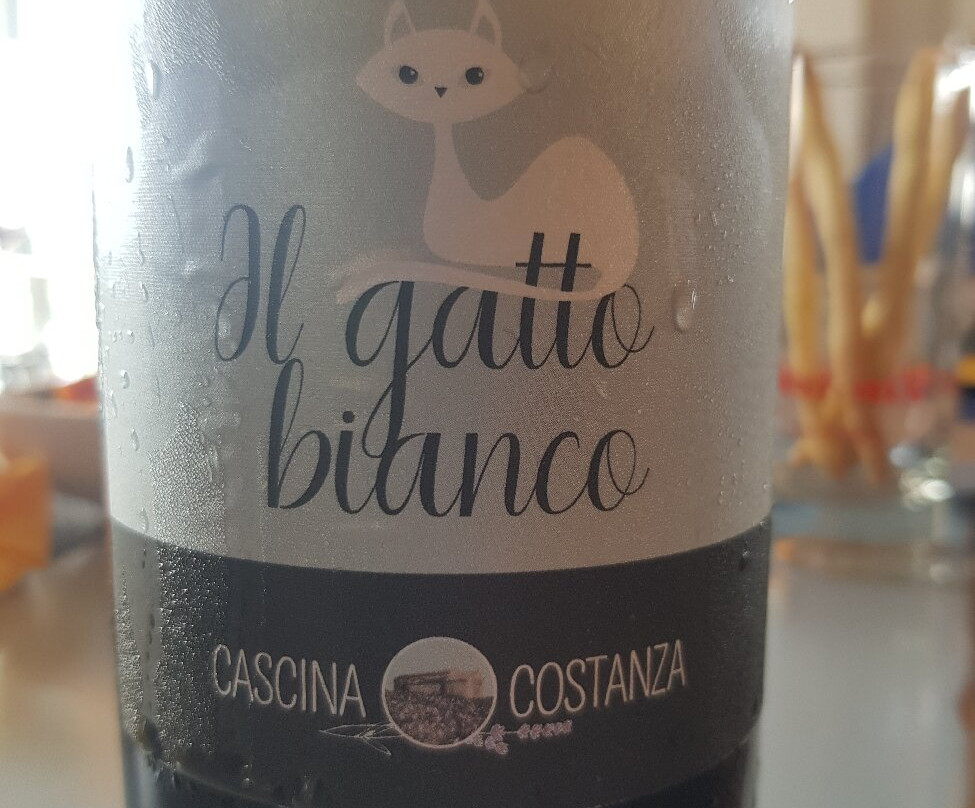 Il gatto
bianco
CASCINA COSTANZA